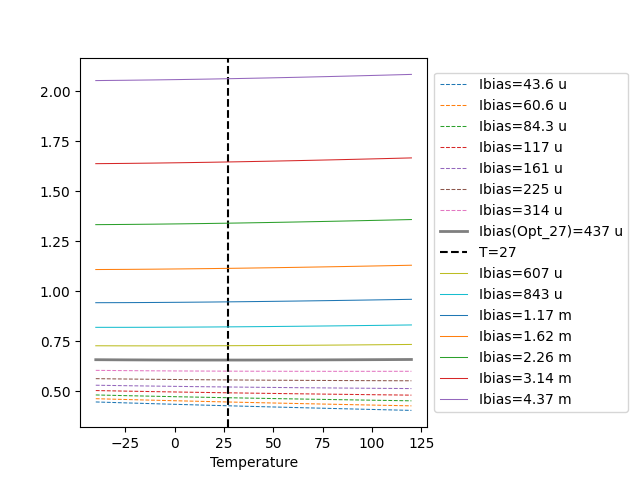 2.00
1.75
1.50
1.25
1.00
0.75
0.50
−25
0
25
50
75
100
125
Temperature
Ibias=43.6 u
Ibias=60.6 u
Ibias=84.3 u
Ibias=117 u
Ibias=161 u
Ibias=225 u
Ibias=314 u
Ibias(Opt_27)=437 u
T=27
Ibias=607 u
Ibias=843 u
Ibias=1.17 m
Ibias=1.62 m
Ibias=2.26 m
Ibias=3.14 m
Ibias=4.37 m